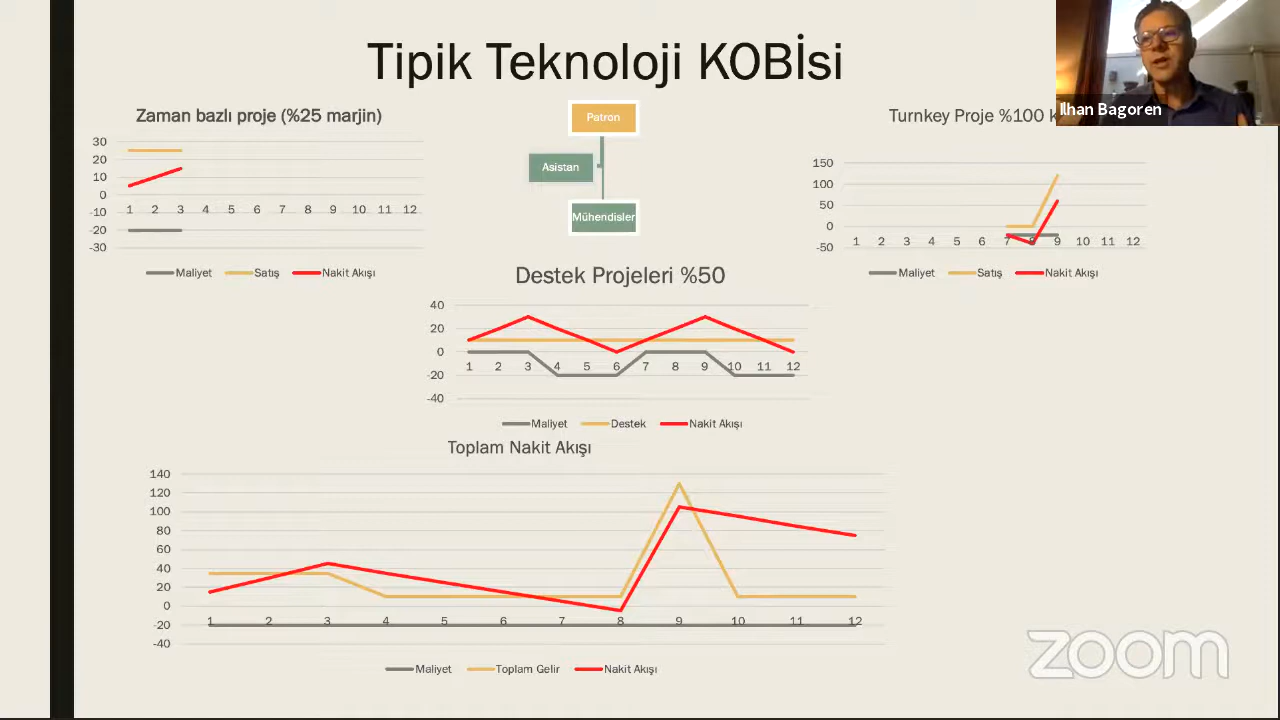 Tipik Teknoloji KOBİsi
Ilhan Bagoren
Zaman bazlı proje (%25 marjin)
30
20
10
0
-10
-20
-30
1 2 3 4 5 6 7 8 9 10 11 12
Maliyet Satış Nakit Akışı
Patron
Asistan
Mühendisler
Turnkey Proje %100
150
100
50
0
-50
1 2 3 4 5 6 7 8 9 10 11 12
Maliyet Satış Nakit Akışı
Destek Projeleri %50
40
20
0
-20
-40
1 2 3 4 5 6 7 8 9 10 11 12
Maliyet Destek Nakit Akışı
Toplam Nakit Akışı
140
120
100
80
60
40
20
0
-20
-40
1 2 3 4 5 6 7 8 9 10 11 12
Maliyet Toplam Gelir Nakit Akışı
zoom